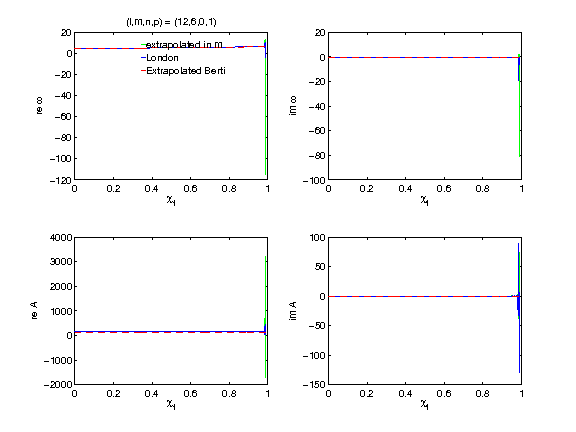 (l,m,n,p) = (12,6,0,1)
20
0
−20
−40
−60
−80
−100
−120
re ω
extrapolated in m
London
Extrapolated Berti
0 0.2 0.4 0.6 0.8 1
χf
20
0
−20
−40
−60
−80
−100
im ω
0 0.2 0.4 0.6 0.8 1
χf
4000
3000
2000
1000
0
−1000
−2000
re A
0 0.2 0.4 0.6 0.8 1
χf
100
50
0
−50
−100
−150
im A
0 0.2 0.4 0.6 0.8 1
χf